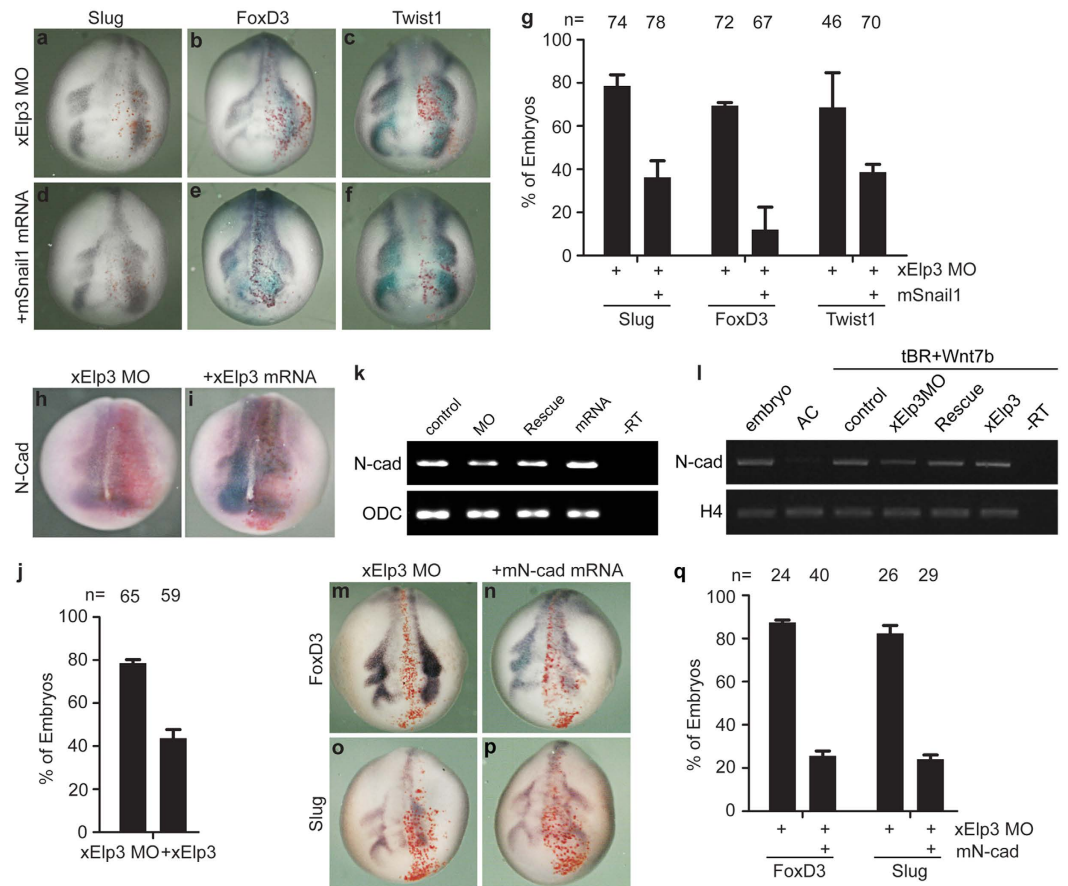 Slug FoxD3 Twist1
xElp3 MO
a b c
+mSnail1 mRNA
d e f
g
n= 74 78 72 67 46 70
% of Embryos
100
80
60
40
20
0
+ + + + + + xElp3 MO
+ + + mSnail1
Slug FoxD3 Twist1
xElp3 MO +xElp3 mRNA
N-Cad
h i
k
control MO Rescue mRNA -RT
N-cad
ODC
l
tBR+Wnt7b
embryo AC control xElp3MO Rescue xElp3 -RT
N-cad
H4
j
n= 65 59
% of Embryos
100
80
60
40
20
0
xElp3 MO +xElp3
xElp3 MO +mN-cad mRNA
FoxD3
m n
Slug
o p
q
n= 24 40 26 29
% of Embryos
100
80
60
40
20
0
+ + + + xElp3 MO
+ + mN-cad
FoxD3 Slug